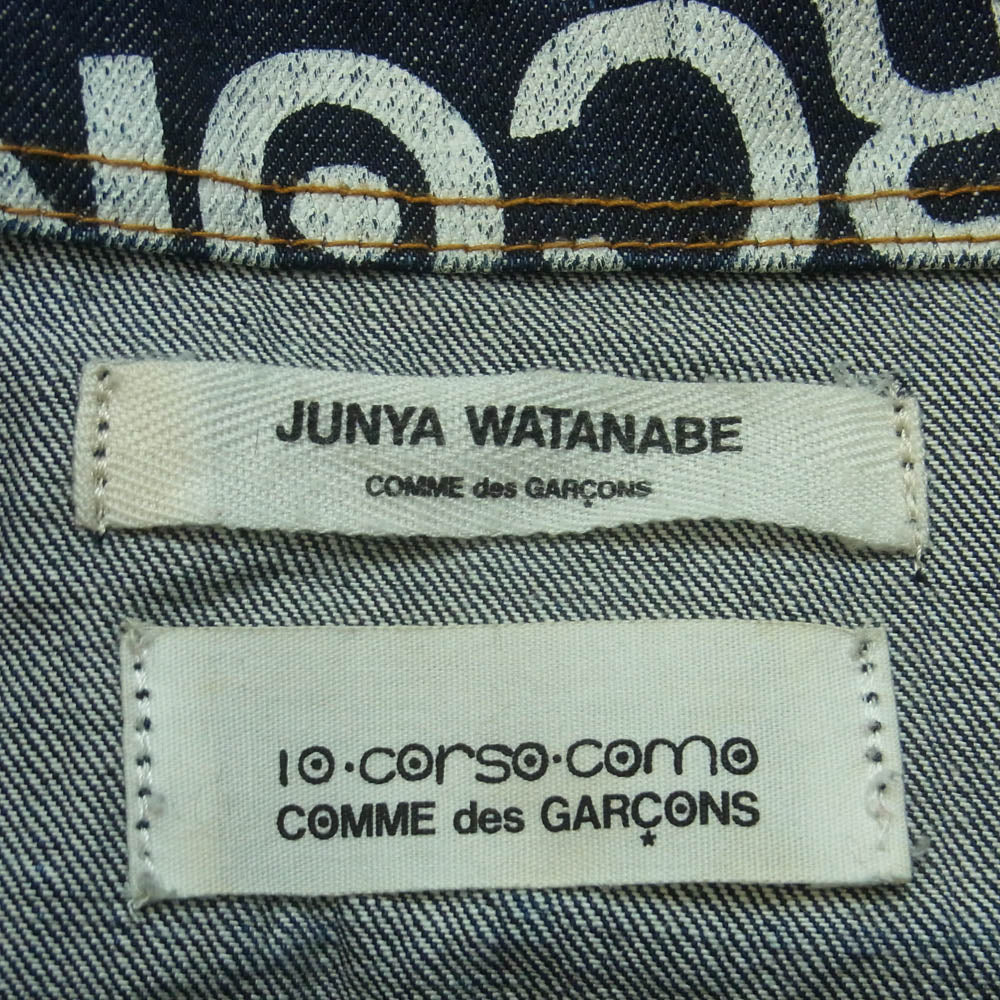 JUNYA WATANABE
COMME des GARÇONS
10·corso·como
COMME des GARÇONS